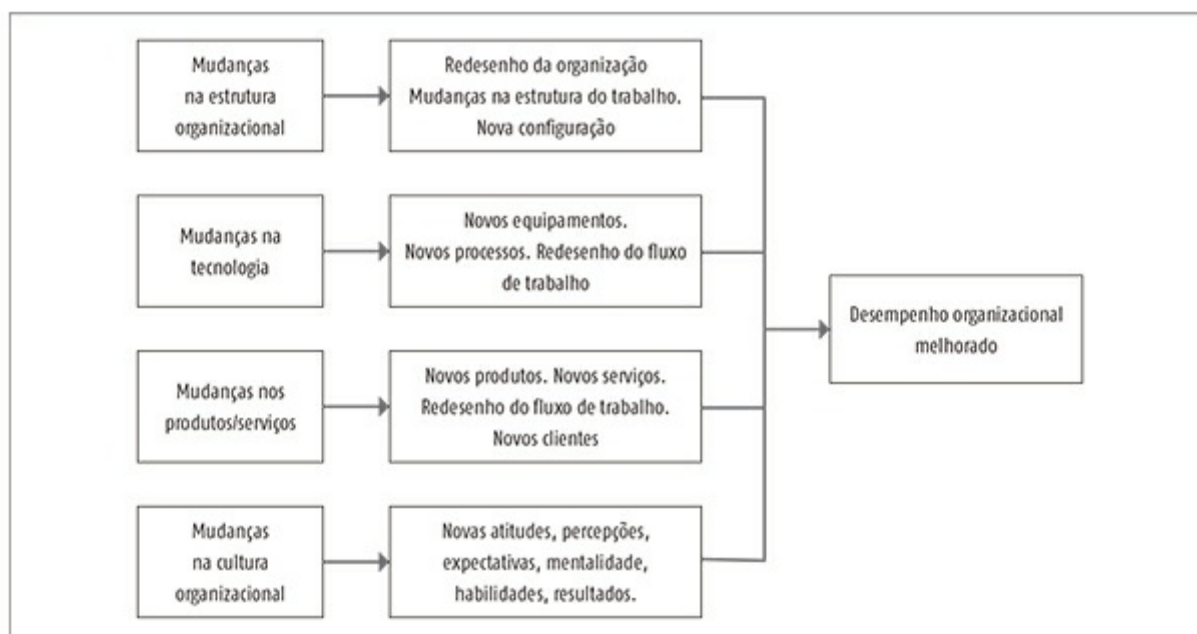 Mudanças
na estrutura
organizacional
Redesenho da organização
Mudanças na estrutura do trabalho.
Nova configuração
Mudanças na
tecnologia
Novos equipamentos.
Novos processos. Redesenho do fluxo
de trabalho
Mudanças nos
produtos/serviços
Novos produtos. Novos serviços.
Redesenho do fluxo de trabalho.
Novos clientes
Mudanças
na cultura
organizacional
Novas atitudes, percepções,
expectativas, mentalidade,
habilidades, resultados.
Desempenho organizacional
melhorado